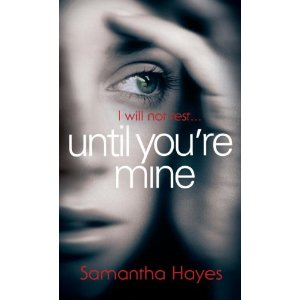 I will not rest...
until you're
mine
Samantha Hayes